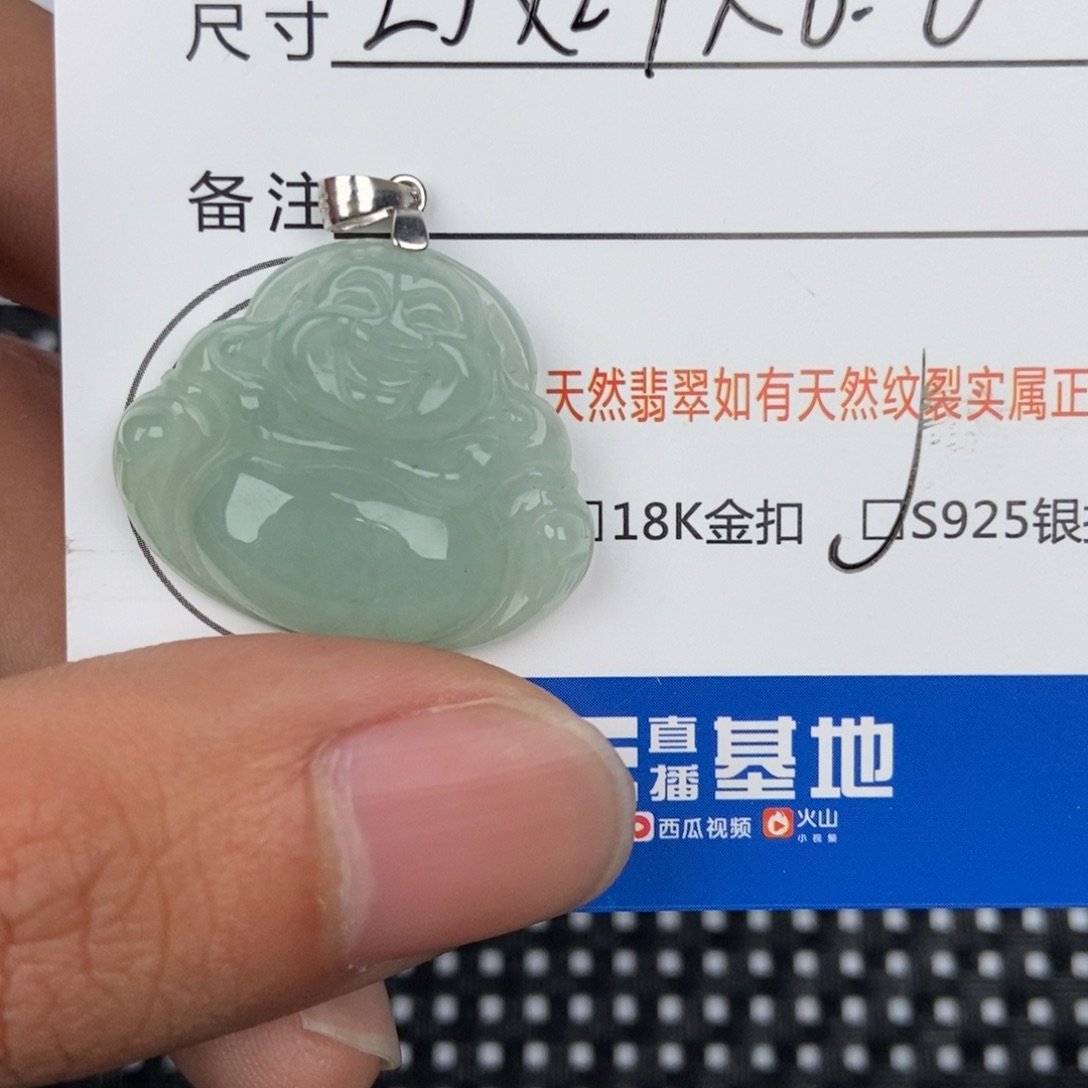 尺寸
备注
天然翡翠如有天然纹裂实属正
□18K金扣 □S925银
直播基地
西瓜视频 火山小视频